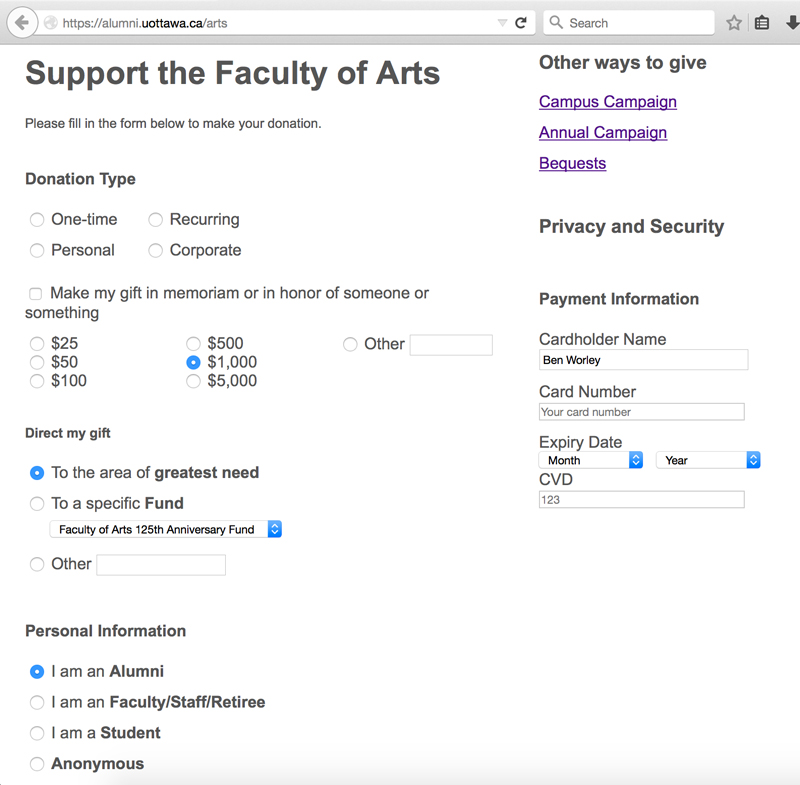 https://alumni.uottawa.ca/arts
Search
Support the Faculty of Arts
Please fill in the form below to make your donation.
Donation Type
One-time Recurring
Personal Corporate
Make my gift in memoriam or in honor of someone or
something
$25 $500 Other
$50 $1,000
$100 $5,000
Direct my gift
To the area of greatest need
To a specific Fund
Faculty of Arts 125th Anniversary Fund
Other
Personal Information
I am an Alumni
I am an Faculty/Staff/Retiree
I am a Student
Anonymous
Other ways to give
Campus Campaign
Annual Campaign
Bequests
Privacy and Security
Payment Information
Cardholder Name
Ben Worley
Card Number
Your card number
Expiry Date
Month Year
CVD
123